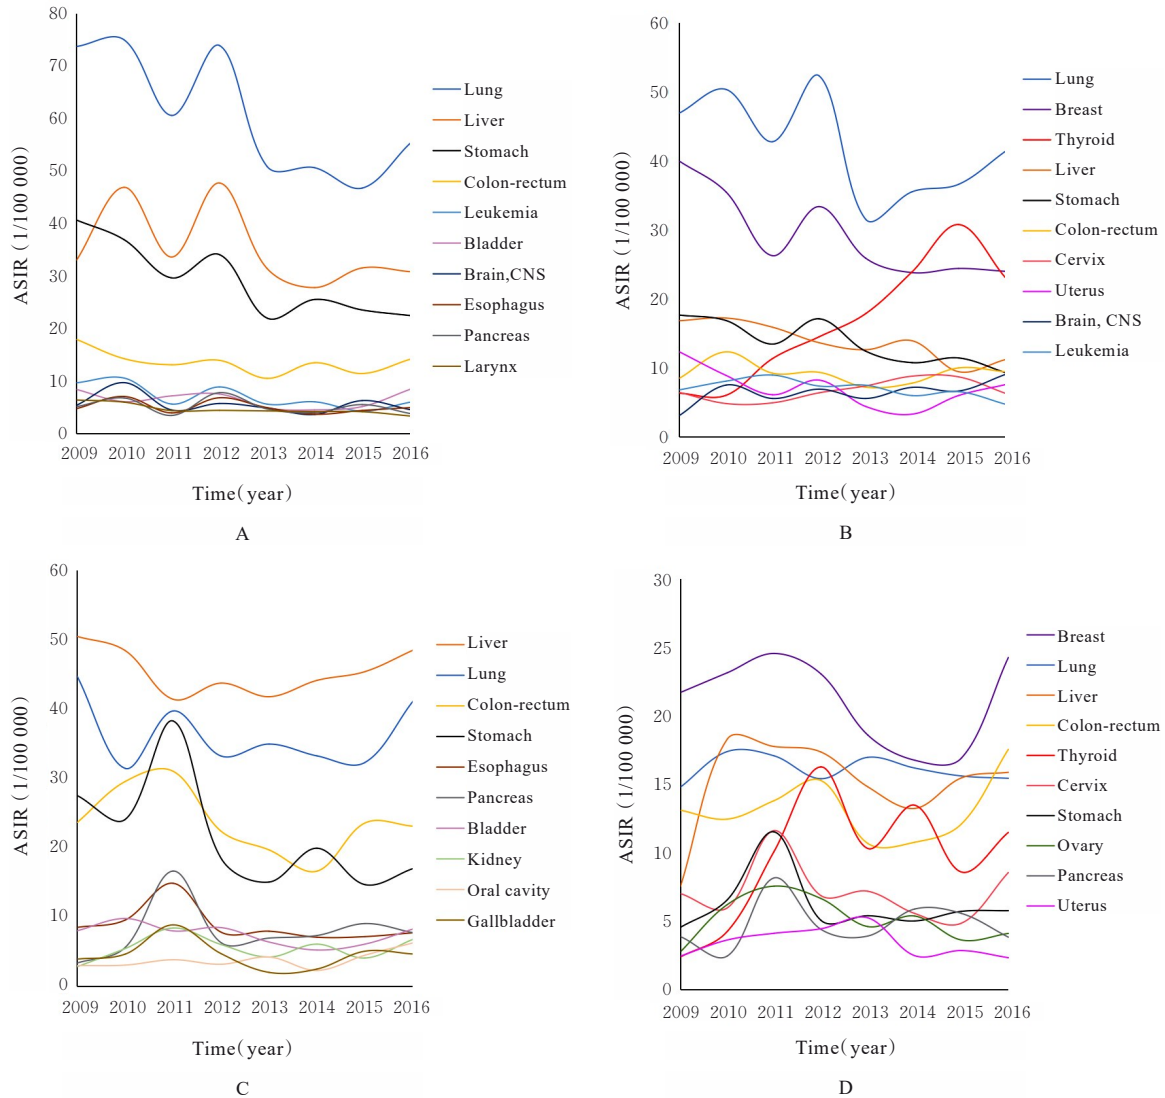 80
70
60
50
40
30
20
10
0
ASIR（1/100 000）
2009 2010 2011 2012 2013 2014 2015 2016
Time(year)
Lung
Liver
Stomach
Colon-rectum
Leukemia
Bladder
Brain,CNS
Esophagus
Pancreas
Larynx
A
60
50
40
30
20
10
0
ASIR（1/100 000）
2009 2010 2011 2012 2013 2014 2015 2016
Time(year)
Lung
Breast
Thyroid
Liver
Stomach
Colon-rectum
Cervix
Uterus
Brain, CNS
Leukemia
B
60
50
40
30
20
10
0
ASIR（1/100 000）
2009 2010 2011 2012 2013 2014 2015 2016
Time(year)
Liver
Lung
Colon-rectum
Stomach
Esophagus
Pancreas
Bladder
Kidney
Oral cavity
Gallbladder
C
30
25
20
15
10
5
0
ASIR（1/100 000）
2009 2010 2011 2012 2013 2014 2015 2016
Time(year)
Breast
Lung
Liver
Colon-rectum
Thyroid
Cervix
Stomach
Ovary
Pancreas
Uterus
D